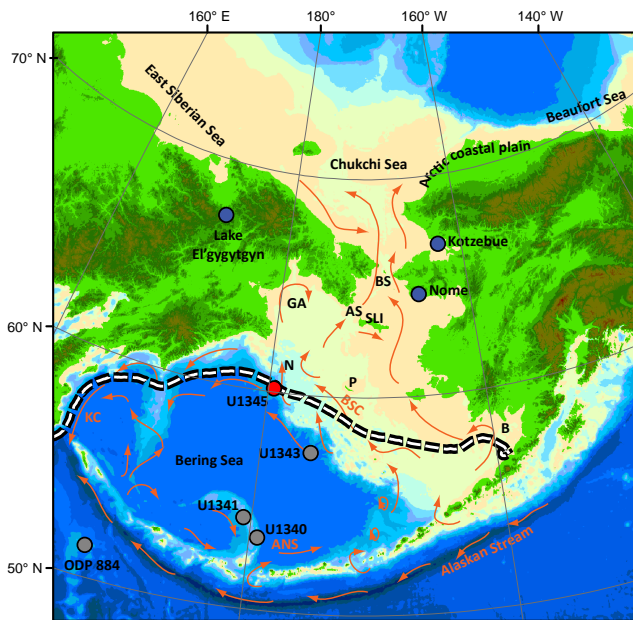 160° E
180°
160° W
140° W
70° N
East Siberian Sea
Beaufort Sea
Arctic coastal plain
Chukchi Sea
Lake
El'gygytgyn
Kotzebue
BS
Nome
GA
AS
SLI
60° N
N
P
U1345
BSC
KC
B
U1343
Bering Sea
U1341
U1340
ANS
Alaskan Stream
ODP 884
50° N